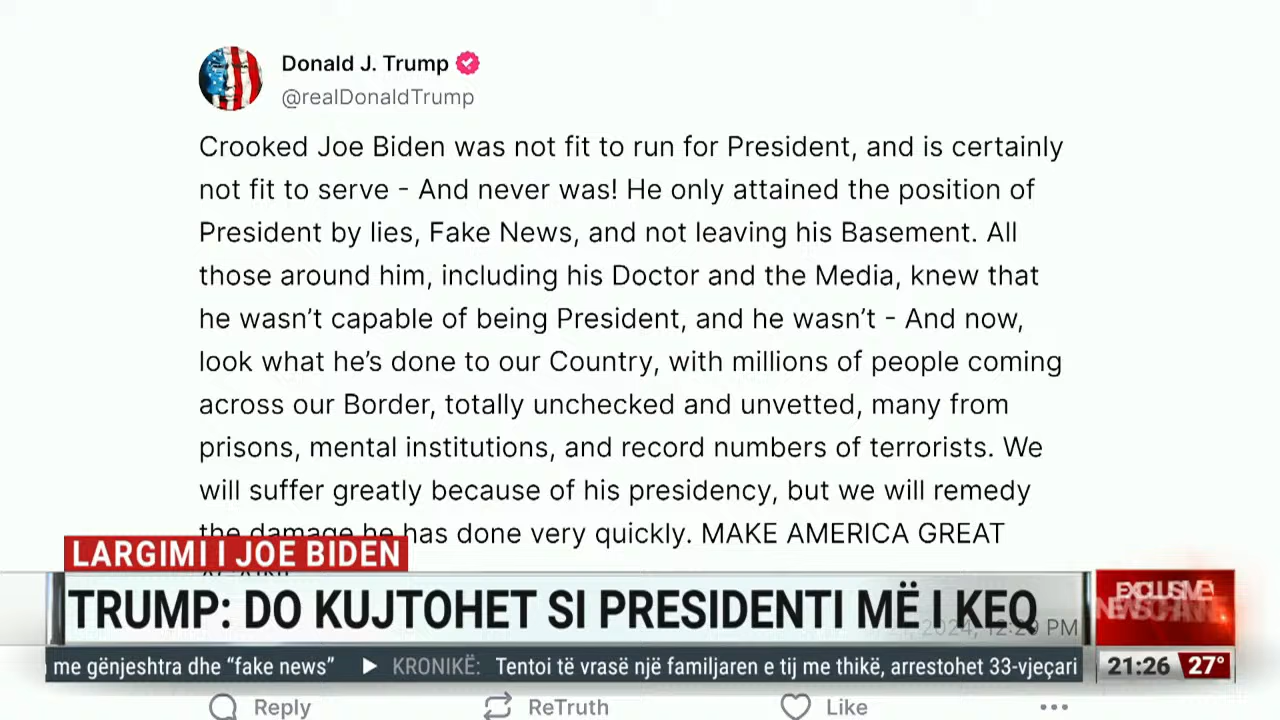 Donald J. Trump
@realDonaldTrump
Crooked Joe Biden was not fit to run for President, and is certainly
not fit to serve - And never was! He only attained the position of
President by lies, Fake News, and not leaving his Basement. All
those around him, including his Doctor and the Media, knew that
he wasn't capable of being President, and he wasn't - And now,
look what he's done to our Country, with millions of people coming
across our Border, totally unchecked and unvetted, many from
prisons, mental institutions, and record numbers of terrorists. We
will suffer greatly because of his presidency, but we will remedy
the damage he has done very quickly. MAKE AMERICA GREAT
LARGIMI I JOE BIDEN
TRUMP: DO KUJTOHET SI PRESIDENTI MË I KEQ
2024, 12:29 PM
EXCLUSIVE
me gënjeshtra dhe "fake news" ▶ KRONIKË: Tentoi të vrasë një familjaren e tij me thikë, arrestohet 33-vjeçari
21:26 27°
Reply ReTruth Like